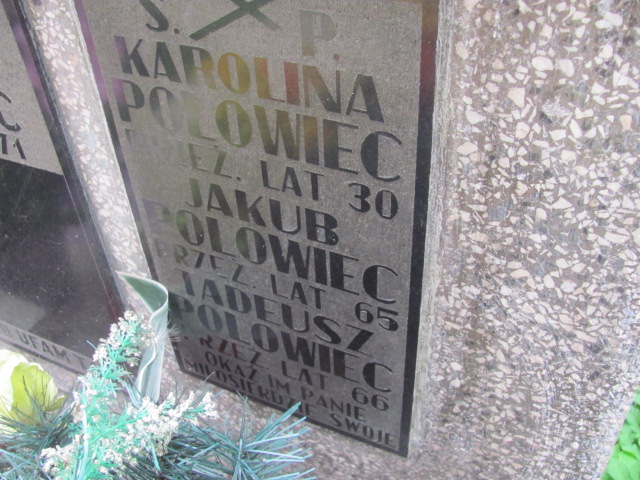 Ś. P.
KAROLINA
POLOWIEC
PRZEŻ. LAT 30
JAKUB
POLOWIEC
PRZEŻ. LAT 65
TADEUSZ
POLOWIEC
PRZEŻ. LAT 66
OKAŻ IM PANIE
MIŁOSIERDZIE SWOJE
UFAM